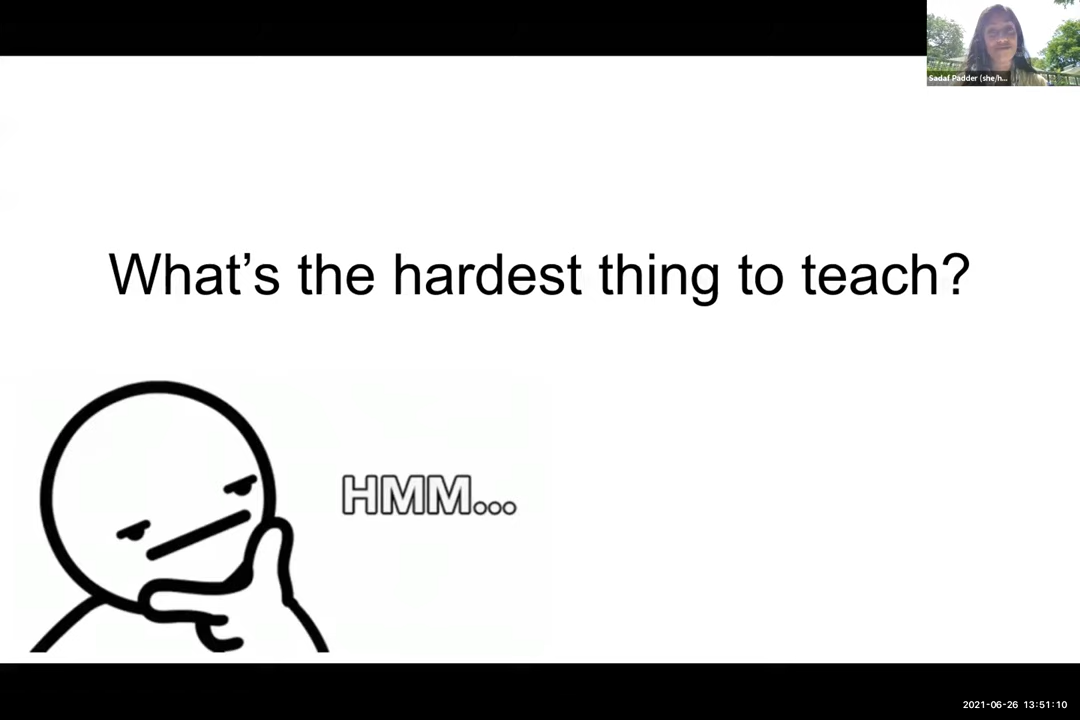 Sadaf Padder (she/h...
What's the hardest thing to teach?
HMM...
2021-06-26 13:51:10